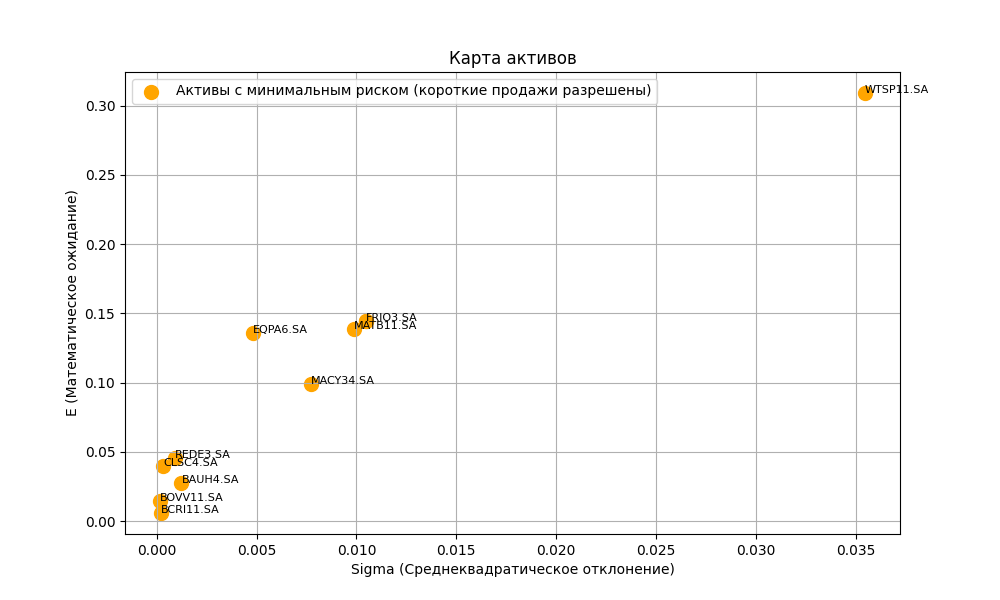 Карта активов
Активы с минимальным риском (короткие продажи разрешены)
WTSP11.SA
FRIO3.SA
MATB11.SA
EQPA6.SA
MACY34.SA
REDE3.SA
CLSC4.SA
BAUH4.SA
BOVV11.SA
BCRI11.SA
E (Математическое ожидание)
0.30
0.25
0.20
0.15
0.10
0.05
0.00
0.000 0.005 0.010 0.015 0.020 0.025 0.030 0.035
Sigma (Среднеквадратическое отклонение)